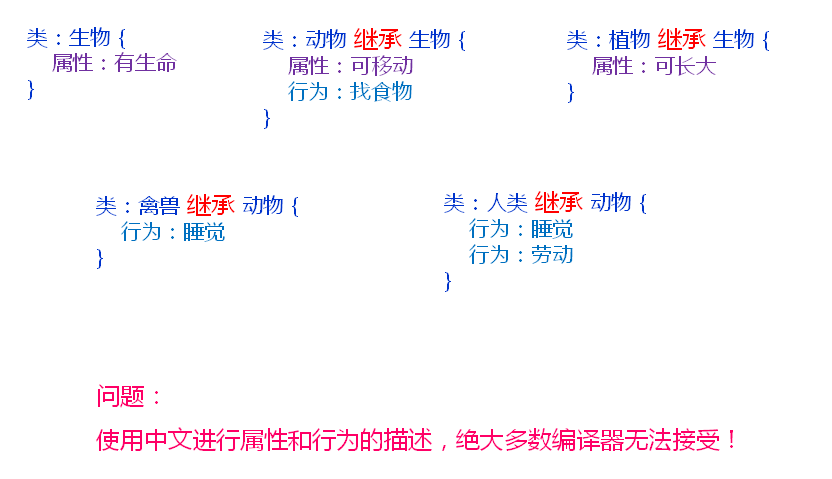 类：生物 {
属性：有生命
}
类：动物 继承 生物 {
属性：可移动
行为：找食物
}
类：植物 继承 生物 {
属性：可长大
}
类：禽兽 继承 动物 {
行为：睡觉
}
类：人类 继承 动物 {
行为：睡觉
行为：劳动
}
问题：
使用中文进行属性和行为的描述，绝大多数编译器无法接受！